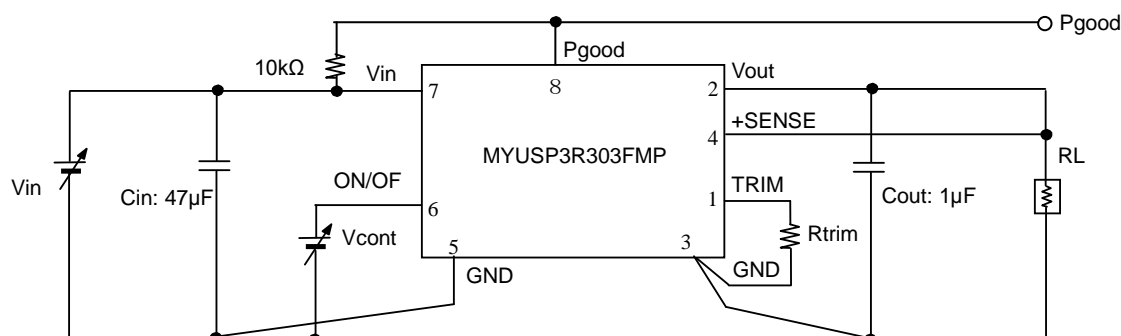 Pgood
Pgood
10kΩ
Vin
Vout
7
8
2
+SENSE
4
MYUSP3R303FMP
RL
Vin
Cin: 47µF
ON/OF
TRIM
1
Cout: 1µF
6
Vcont
Rtrim
5
3
GND
GND